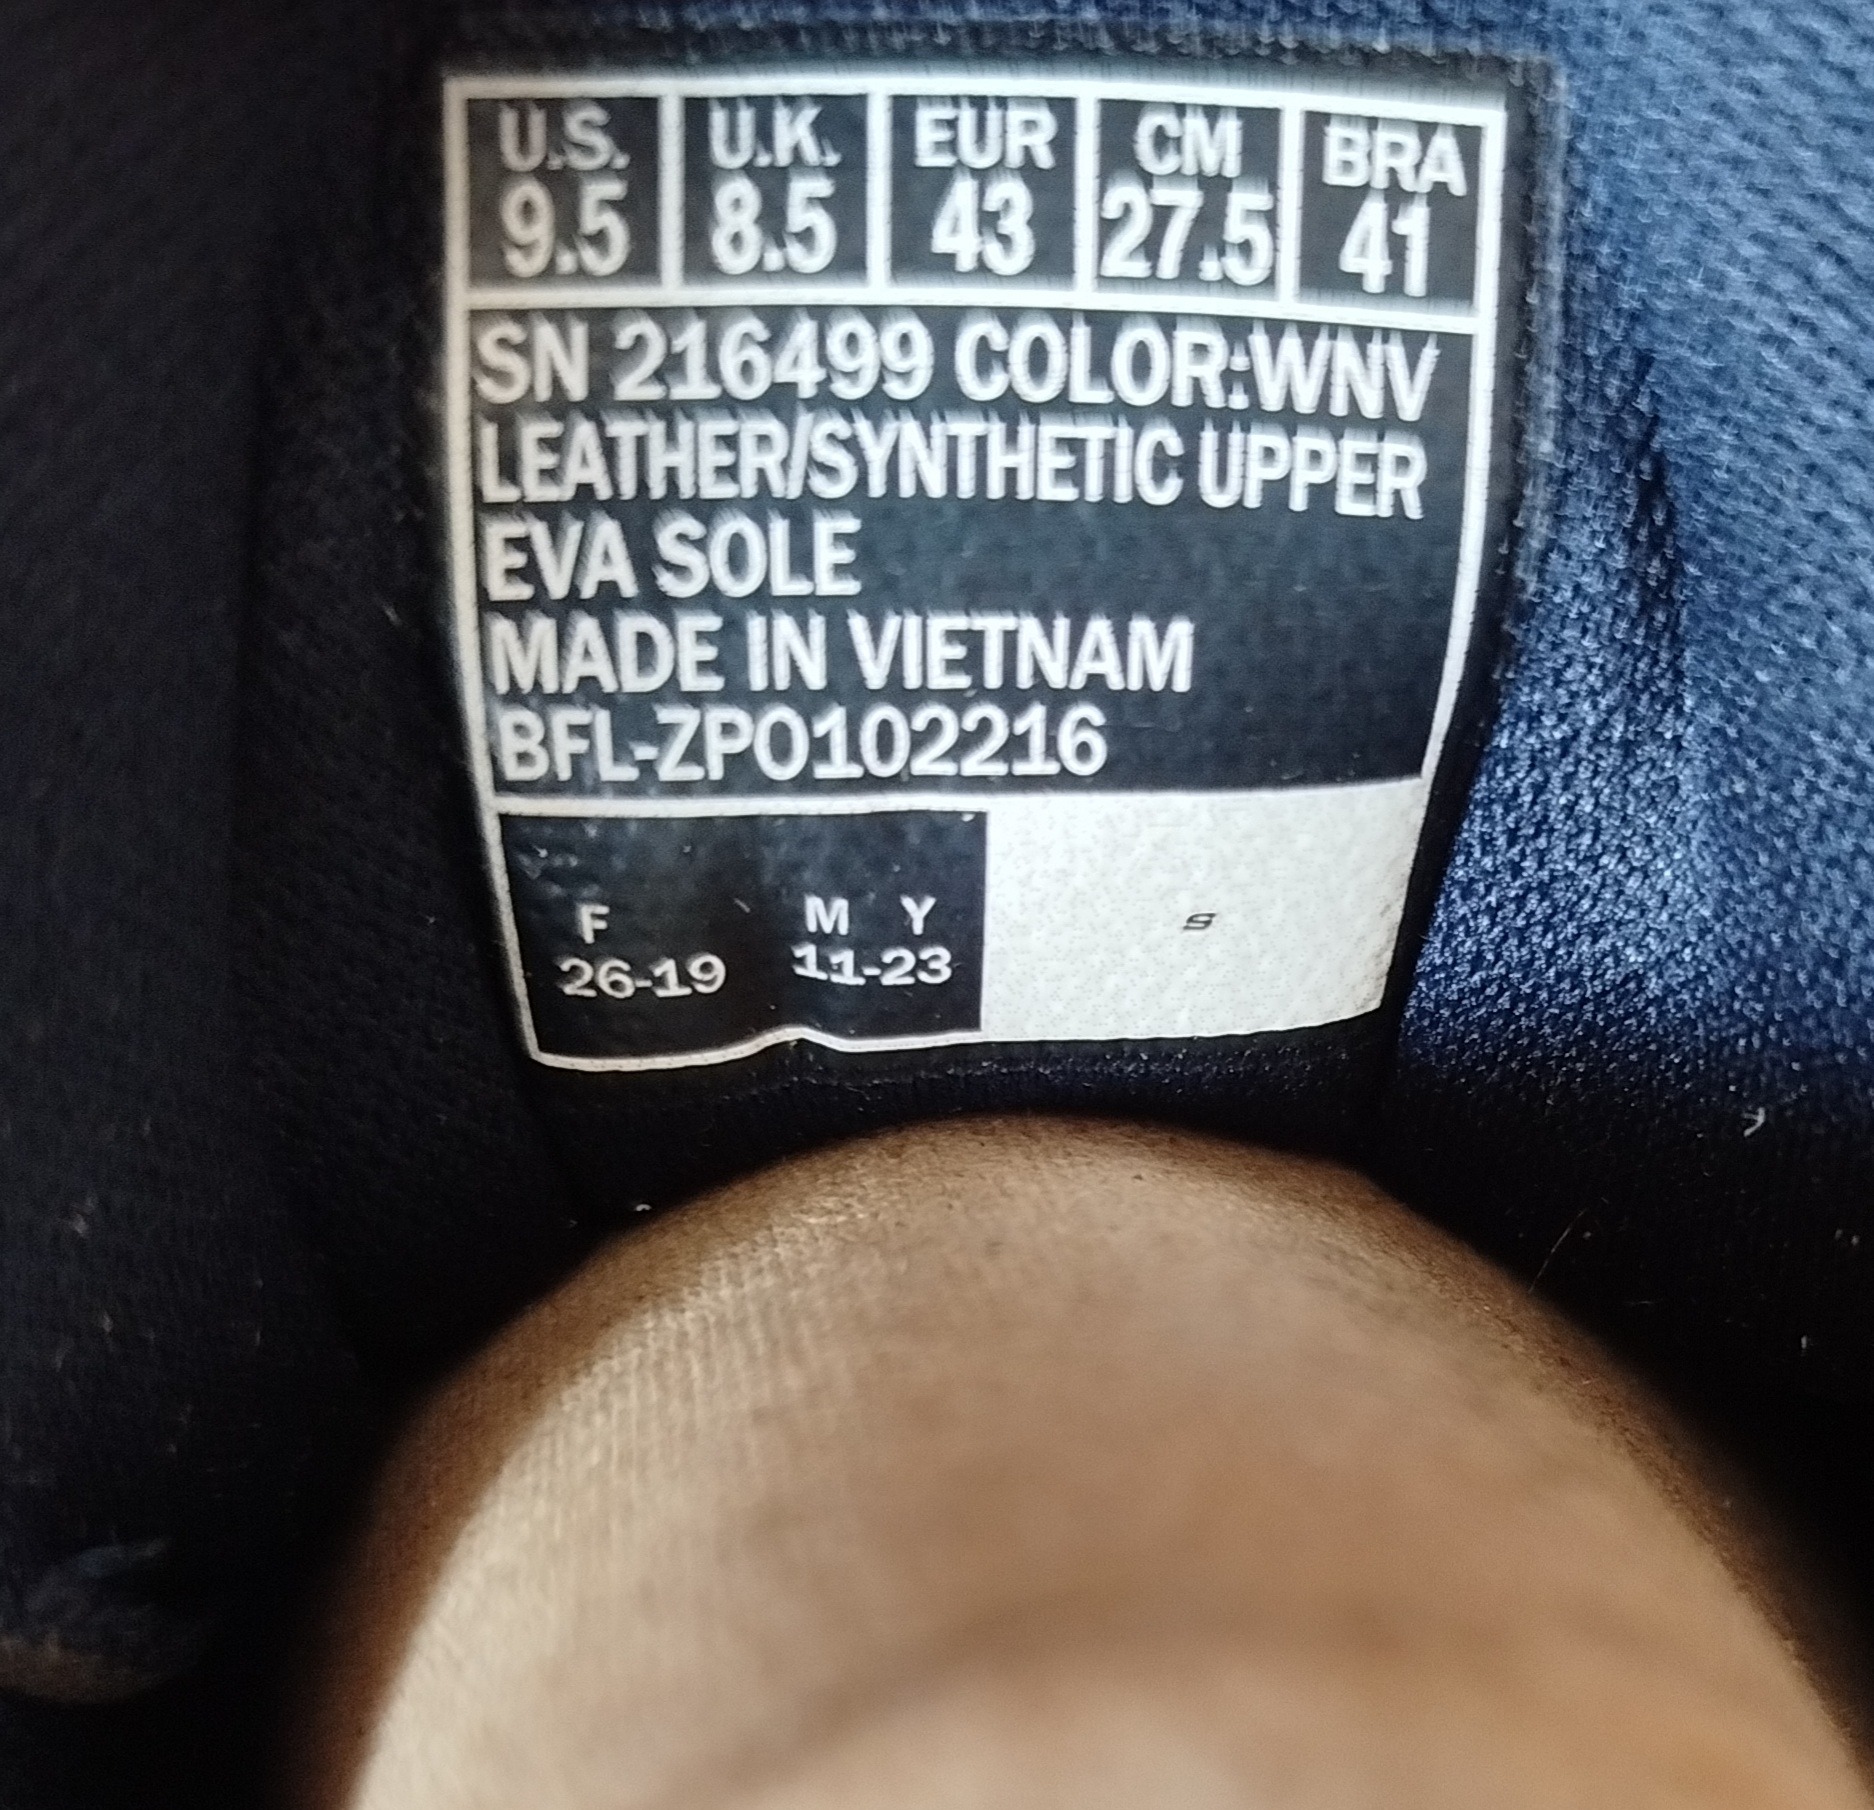 U.S. U.K. EUR CM BRA
9.5 8.5 43 27.5 41
SN 216499 COLOR:WNV
LEATHER/SYNTHETIC UPPER
EVA SOLE
MADE IN VIETNAM
BFL-ZPO102216
F M Y
26-19 11-23
S